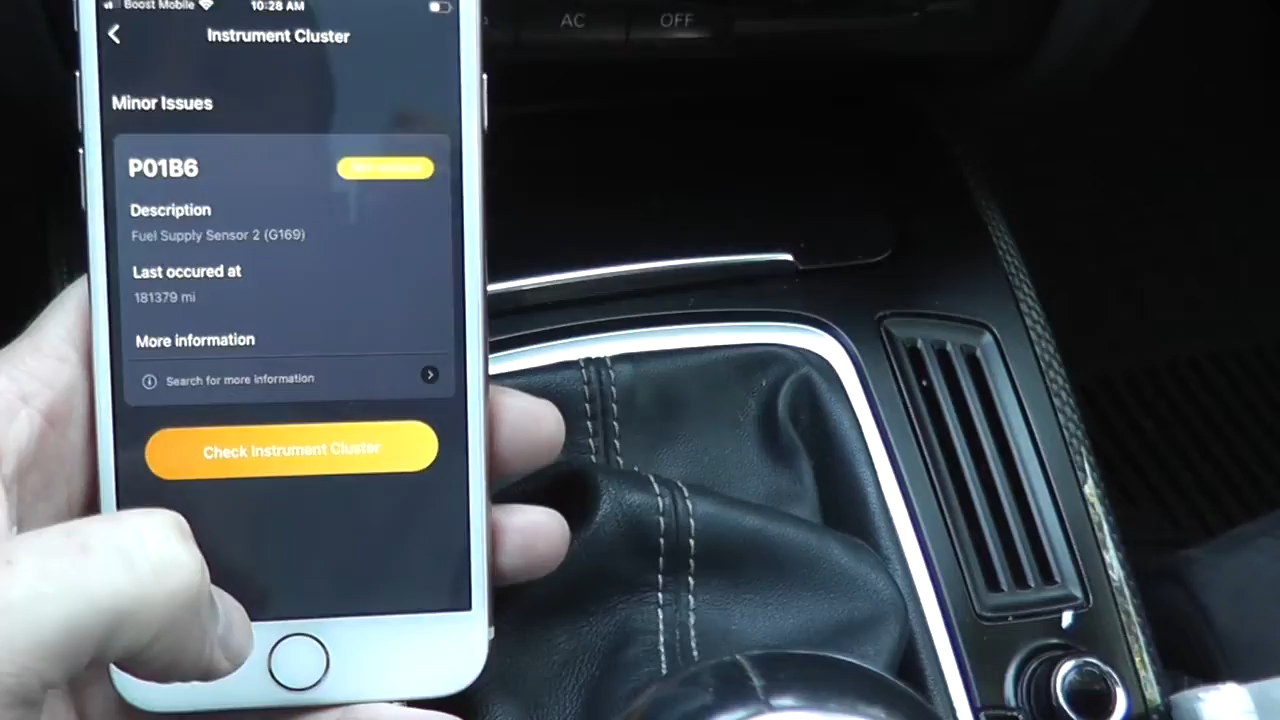 Boost Mobile
10:28 AM
AC OFF
Instrument Cluster
Minor Issues
P01B6
Description
Fuel Supply Sensor 2 (G169)
Last occured at
181379 mi
More information
Search for more information
Check Instrument Cluster